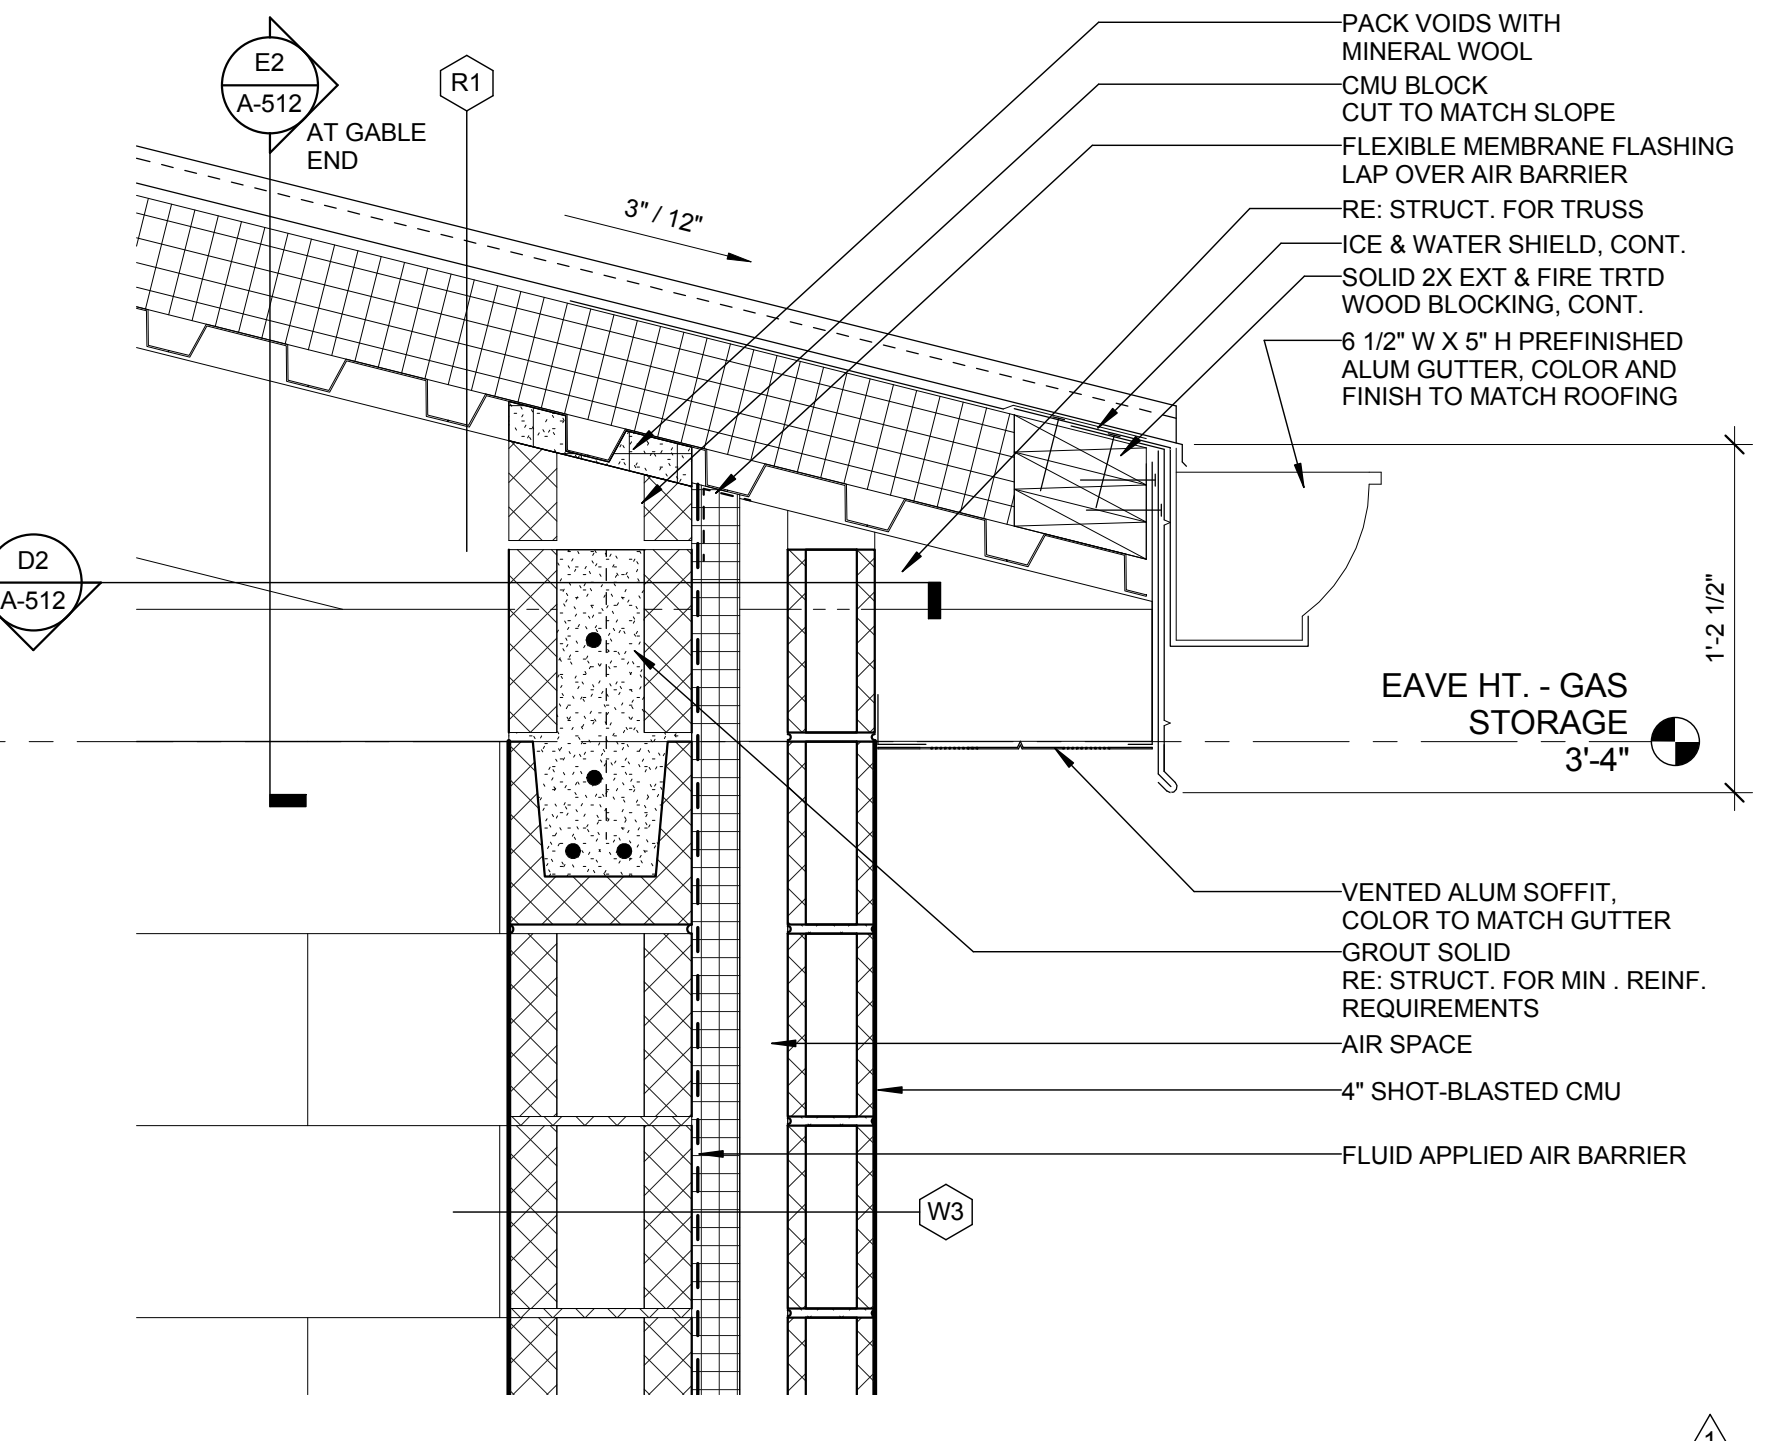 E2
A-512
AT GABLE
END
R1
3" / 12"
PACK VOIDS WITH
MINERAL WOOL
CMU BLOCK
CUT TO MATCH SLOPE
FLEXIBLE MEMBRANE FLASHING
LAP OVER AIR BARRIER
RE: STRUCT. FOR TRUSS
ICE & WATER SHIELD, CONT.
SOLID 2X EXT & FIRE TRTD
WOOD BLOCKING, CONT.
6 1/2" W X 5" H PREFINISHED
ALUM GUTTER, COLOR AND
FINISH TO MATCH ROOFING
D2
A-512
1'-2 1/2"
EAVE HT. - GAS
STORAGE
3'-4"
VENTED ALUM SOFFIT,
COLOR TO MATCH GUTTER
GROUT SOLID
RE: STRUCT. FOR MIN . REINF.
REQUIREMENTS
AIR SPACE
4" SHOT-BLASTED CMU
FLUID APPLIED AIR BARRIER
W3
1